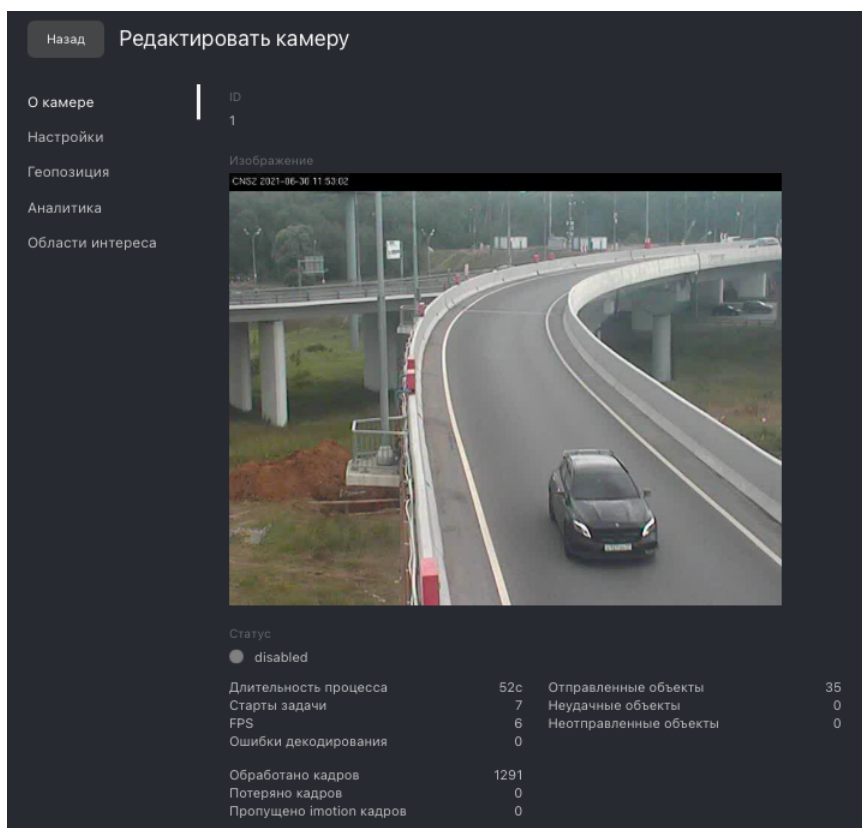 Назад
Редактировать камеру
О камере
Настройки
Геопозиция
Аналитика
Области интереса
ID
1
Изображение
CNS2 2021-06-30 11:53:02
Статус
disabled
Длительность процесса 52с
Старты задачи 7
FPS 6
Ошибки декодирования 0
Обработано кадров 1291
Потеряно кадров 0
Пропущено imotion кадров 0
Отправленные объекты 35
Неудачные объекты 0
Неотправленные объекты 0